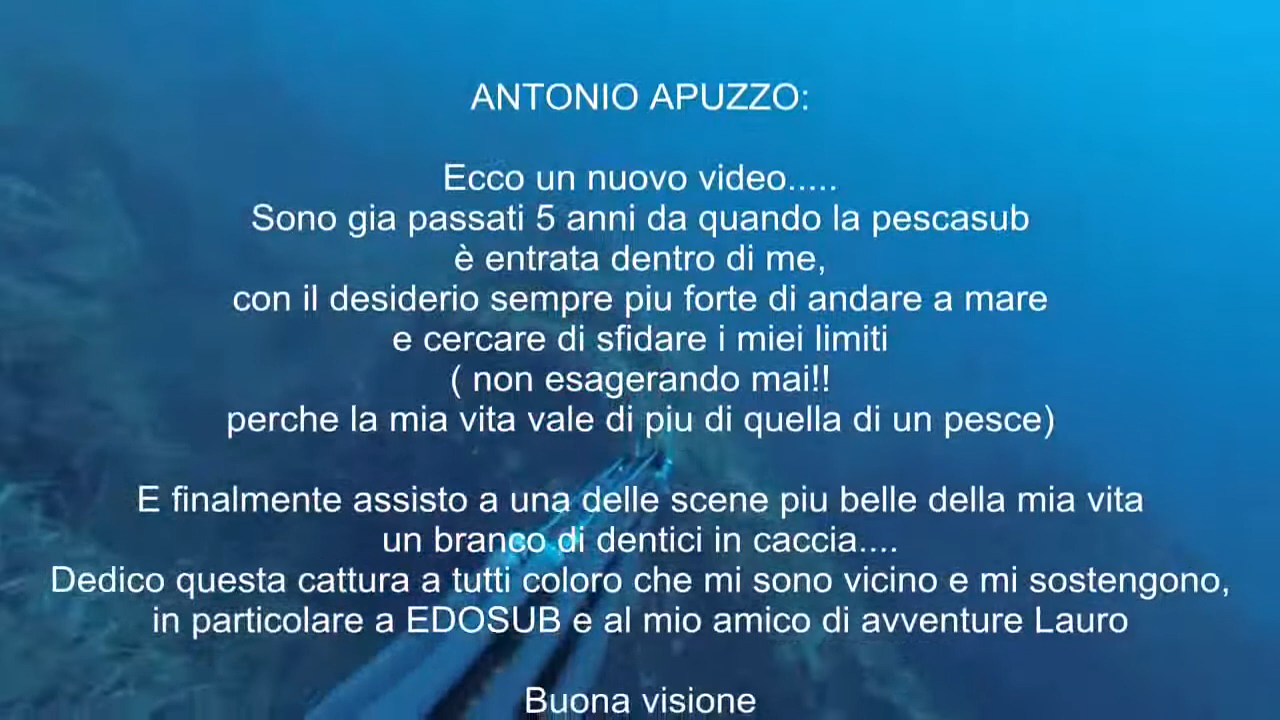 ANTONIO APUZZO:
Ecco un nuovo video.....
Sono gia passati 5 anni da quando la pescasub
è entrata dentro di me,
con il desiderio sempre piu forte di andare a mare
e cercare di sfidare i miei limiti
( non esagerando mai!!
perche la mia vita vale di piu di quella di un pesce)
E finalmente assisto a una delle scene piu belle della mia vita
un branco di dentici in caccia....
Dedico questa cattura a tutti coloro che mi sono vicino e mi sostengono,
in particolare a EDOSUB e al mio amico di avventure Lauro
Buona visione